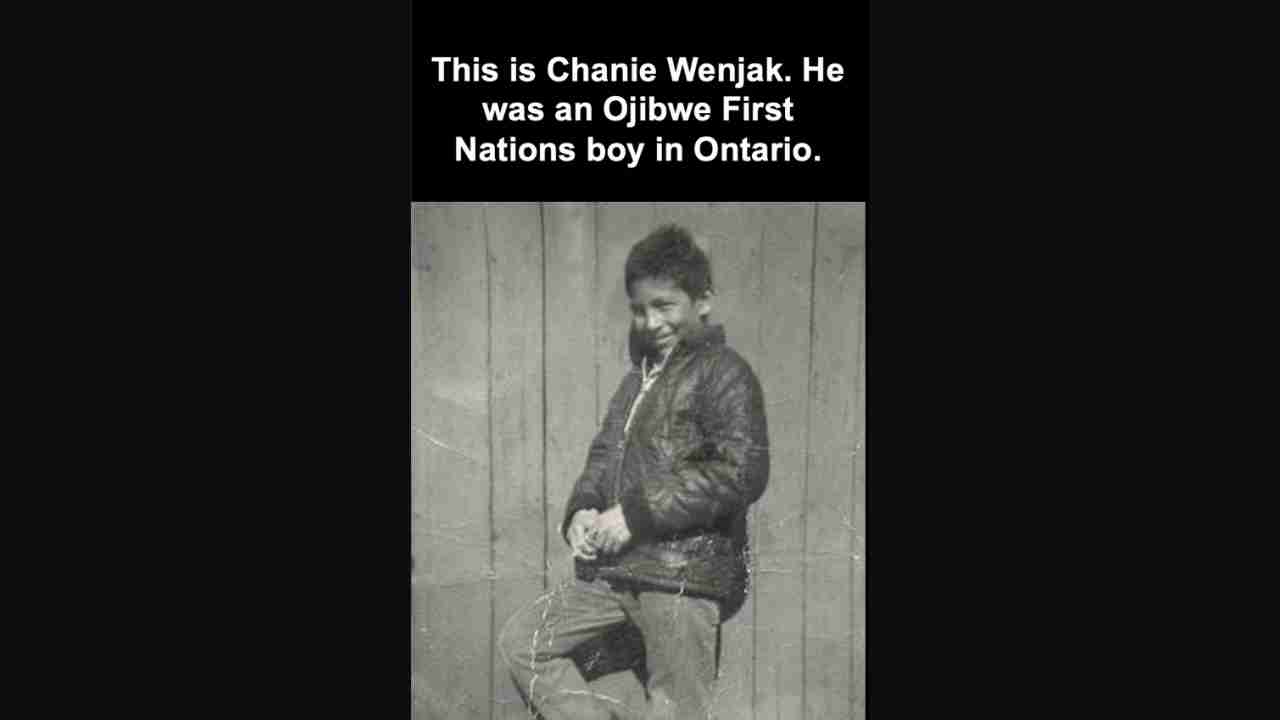 This is Chanie Wenjak. He
was an Ojibwe First
Nations boy in Ontario.